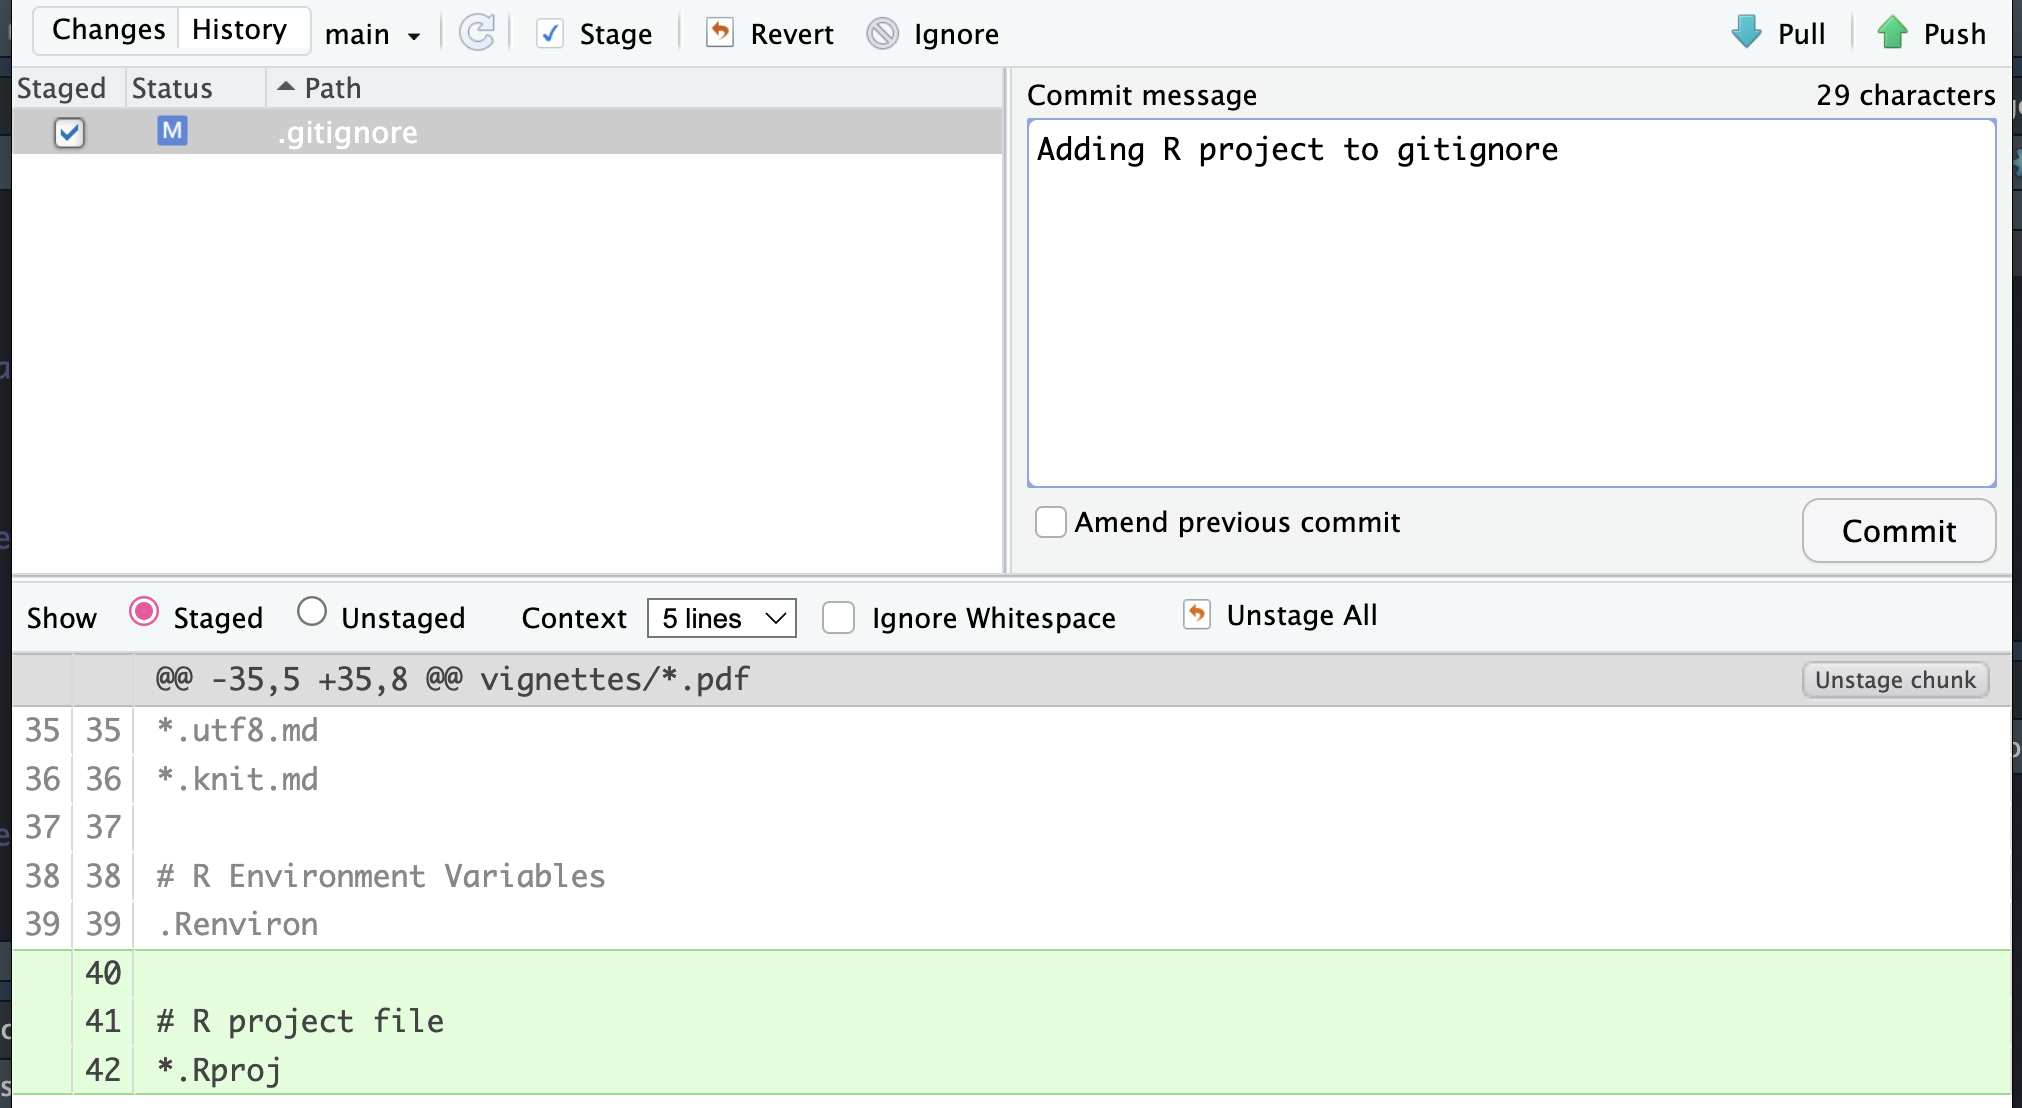 Changes History main Stage Revert Ignore Pull Push
Staged Status Path
M .gitignore
Commit message 29 characters
Adding R project to gitignore
Amend previous commit
Commit
Show Staged Unstaged Context 5 lines Ignore Whitespace Unstage All
@@ -35,5 +35,8 @@ vignettes/*.pdf Unstage chunk
35 35 *.utf8.md
36 36 *.knit.md
37 37
38 38 # R Environment Variables
39 39 .Renviron
40
41 # R project file
42 *.Rproj